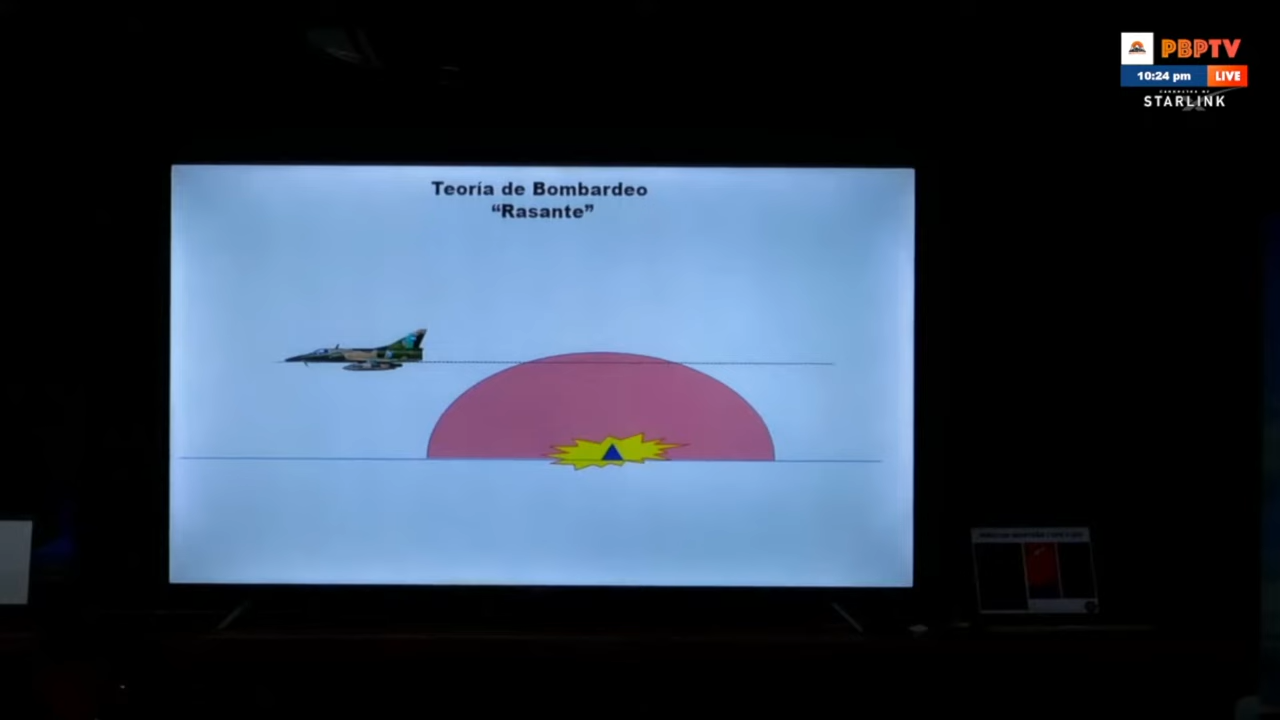 PBPTV
10:24 pm
LIVE
STARLINK
Teoría de Bombardeo
“Rasante”